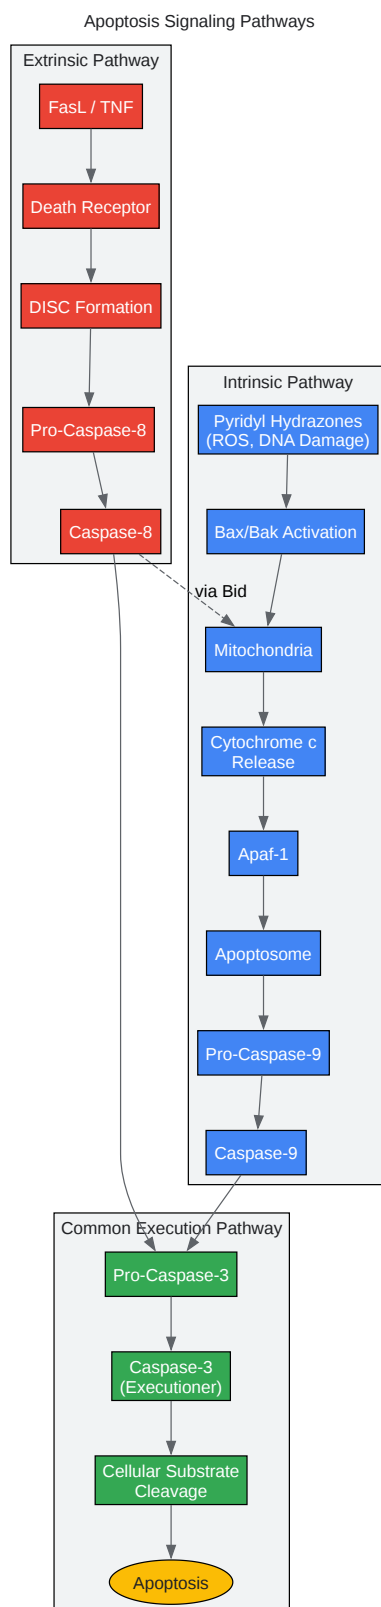 Apoptosis Signaling Pathways
Extrinsic Pathway
FasL / TNF
Death Receptor
DISC Formation
Pro-Caspase-8
Caspase-8
Intrinsic Pathway
Pyridyl Hydrazones
(ROS, DNA Damage)
Bax/Bak Activation
via Bid
Mitochondria
Cytochrome c
Release
Apaf-1
Apoptosome
Pro-Caspase-9
Caspase-9
Common Execution Pathway
Pro-Caspase-3
Caspase-3
(Executioner)
Cellular Substrate
Cleavage
Apoptosis